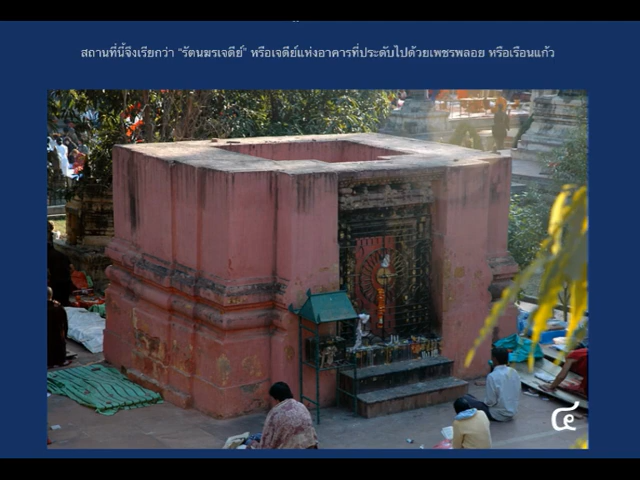 สถานที่นี้จึงเรียกว่า "รัตนฆรเจดีย์" หรือเจดีย์แห่งอาคารที่ประดับไปด้วยเพชรพลอย หรือเรือนแก้ว
๔